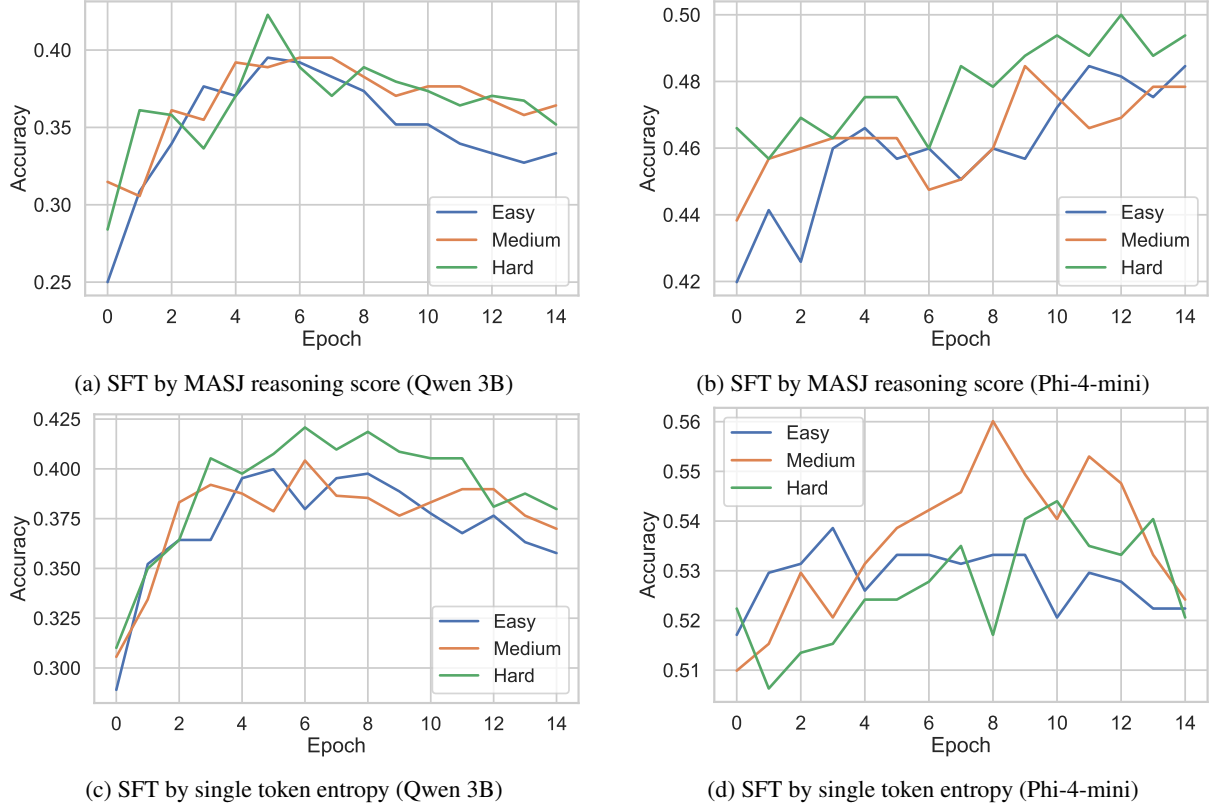 0.40
0.35
0.30
0.25
Accuracy
Easy
Medium
Hard
0 2 4 6 8 10 12 14
Epoch
(a) SFT by MASJ reasoning score (Qwen 3B)
0.50
0.48
0.46
0.44
0.42
Accuracy
Easy
Medium
Hard
0 2 4 6 8 10 12 14
Epoch
(b) SFT by MASJ reasoning score (Phi-4-mini)
0.425
0.400
0.375
0.350
0.325
0.300
Accuracy
Easy
Medium
Hard
0 2 4 6 8 10 12 14
Epoch
(c) SFT by single token entropy (Qwen 3B)
0.56
0.55
0.54
0.53
0.52
0.51
Accuracy
Easy
Medium
Hard
0 2 4 6 8 10 12 14
Epoch
(d) SFT by single token entropy (Phi-4-mini)